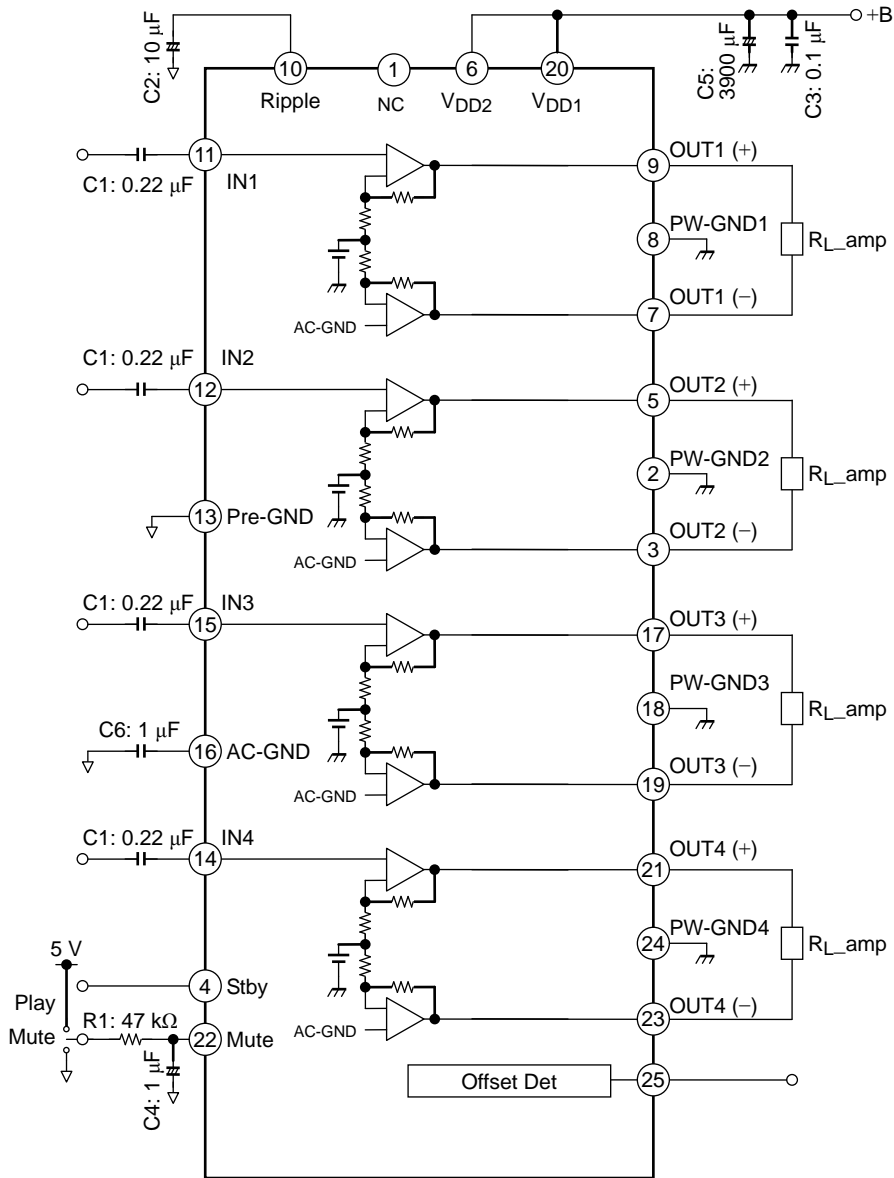 +B
C2: 10 µF
C5:
3900 µF
C3: 0.1 µF
10
1
6
20
Ripple
NC
VDD2
VDD1
11
C1: 0.22 µF
IN1
9
OUT1 (+)
8
PW-GND1
RL_amp
7
OUT1 (−)
AC-GND
C1: 0.22 µF
IN2
12
5
OUT2 (+)
2
PW-GND2
RL_amp
13
Pre-GND
3
OUT2 (−)
AC-GND
C1: 0.22 µF
IN3
15
17
OUT3 (+)
18
PW-GND3
RL_amp
C6: 1 µF
16
AC-GND
19
OUT3 (−)
AC-GND
C1: 0.22 µF
IN4
14
21
OUT4 (+)
24
PW-GND4
RL_amp
5 V
4
Stby
Play
Mute
R1: 47 kΩ
22
Mute
C4: 1 µF
23
OUT4 (−)
AC-GND
Offset Det
25